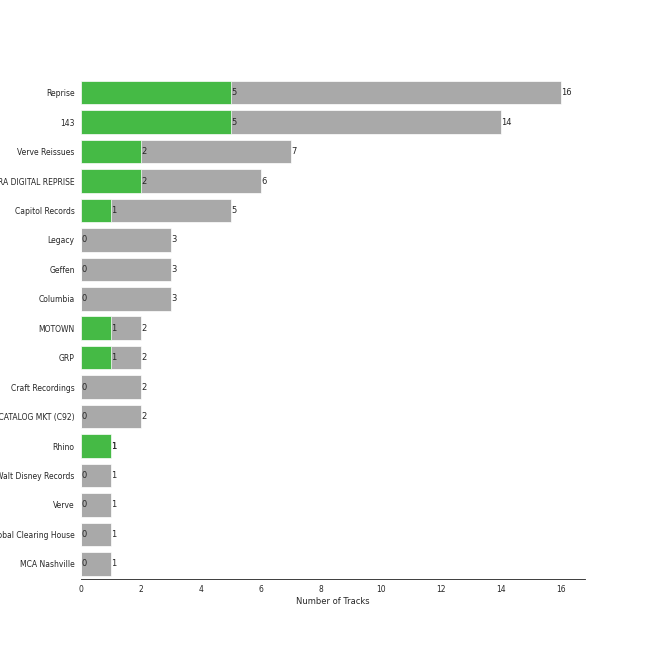 Reprise 5 16
143 5 14
Verve Reissues 2 7
RA DIGITAL REPRISE 2 6
Capitol Records 1 5
Legacy 0 3
Geffen 0 3
Columbia 0 3
MOTOWN 1 2
GRP 1 2
Craft Recordings 0 2
CATALOG MKT (C92) 0 2
Rhino 1
Walt Disney Records 0 1
Verve 0 1
obal Clearing House 0 1
MCA Nashville 0 1
0 2 4 6 8 10 12 14 16
Number of Tracks